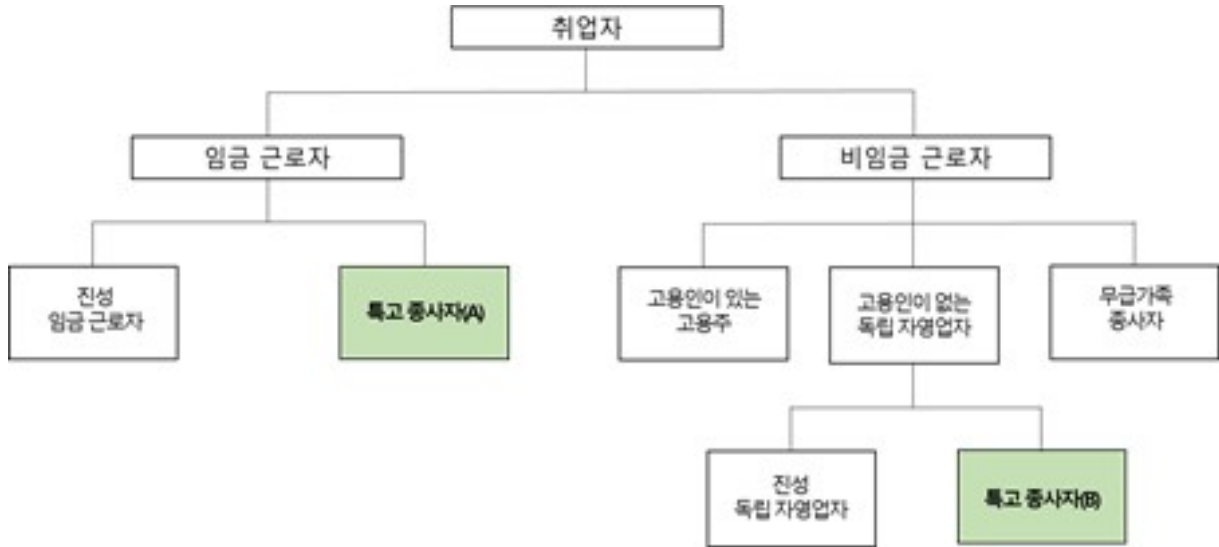 취업자
임금 근로자
비임금 근로자
진성
임금 근로자
특고 종사자(A)
고용인이 있는
고용주
고용인이 없는
독립 자영업자
무급가족
종사자
진성
독립 자영업자
특고 종사자(B)